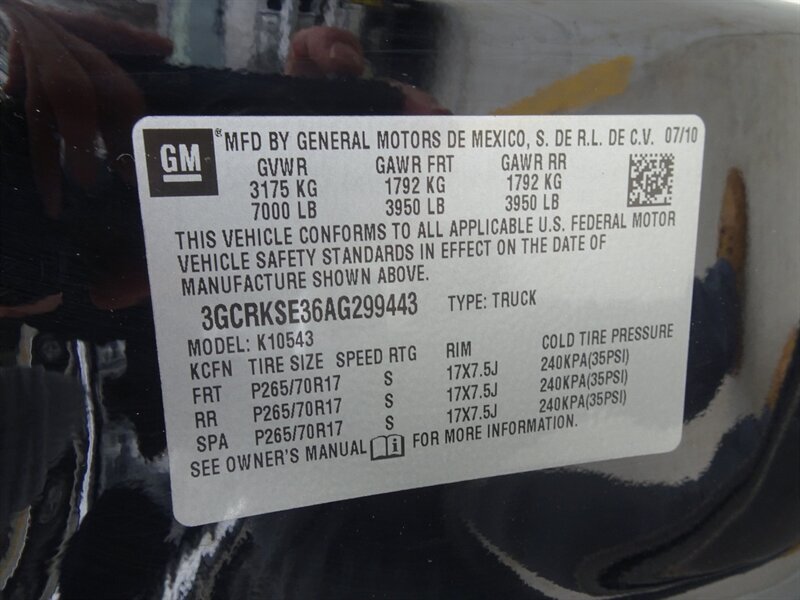 GM ® MFD BY GENERAL MOTORS DE MEXICO, S. DE R.L. DE C.V. 07/10
GVWR GAWR FRT GAWR RR
3175 KG 1792 KG 1792 KG
7000 LB 3950 LB 3950 LB
THIS VEHICLE CONFORMS TO ALL APPLICABLE U.S. FEDERAL MOTOR
VEHICLE SAFETY STANDARDS IN EFFECT ON THE DATE OF
MANUFACTURE SHOWN ABOVE.
3GCRKSE36AG299443 TYPE: TRUCK
MODEL: K10543
KCFN TIRE SIZE SPEED RTG RIM COLD TIRE PRESSURE
FRT P265/70R17 S 17X7.5J 240KPA(35PSI)
RR P265/70R17 S 17X7.5J 240KPA(35PSI)
SPA P265/70R17 S 17X7.5J 240KPA(35PSI)
SEE OWNER'S MANUAL FOR MORE INFORMATION.